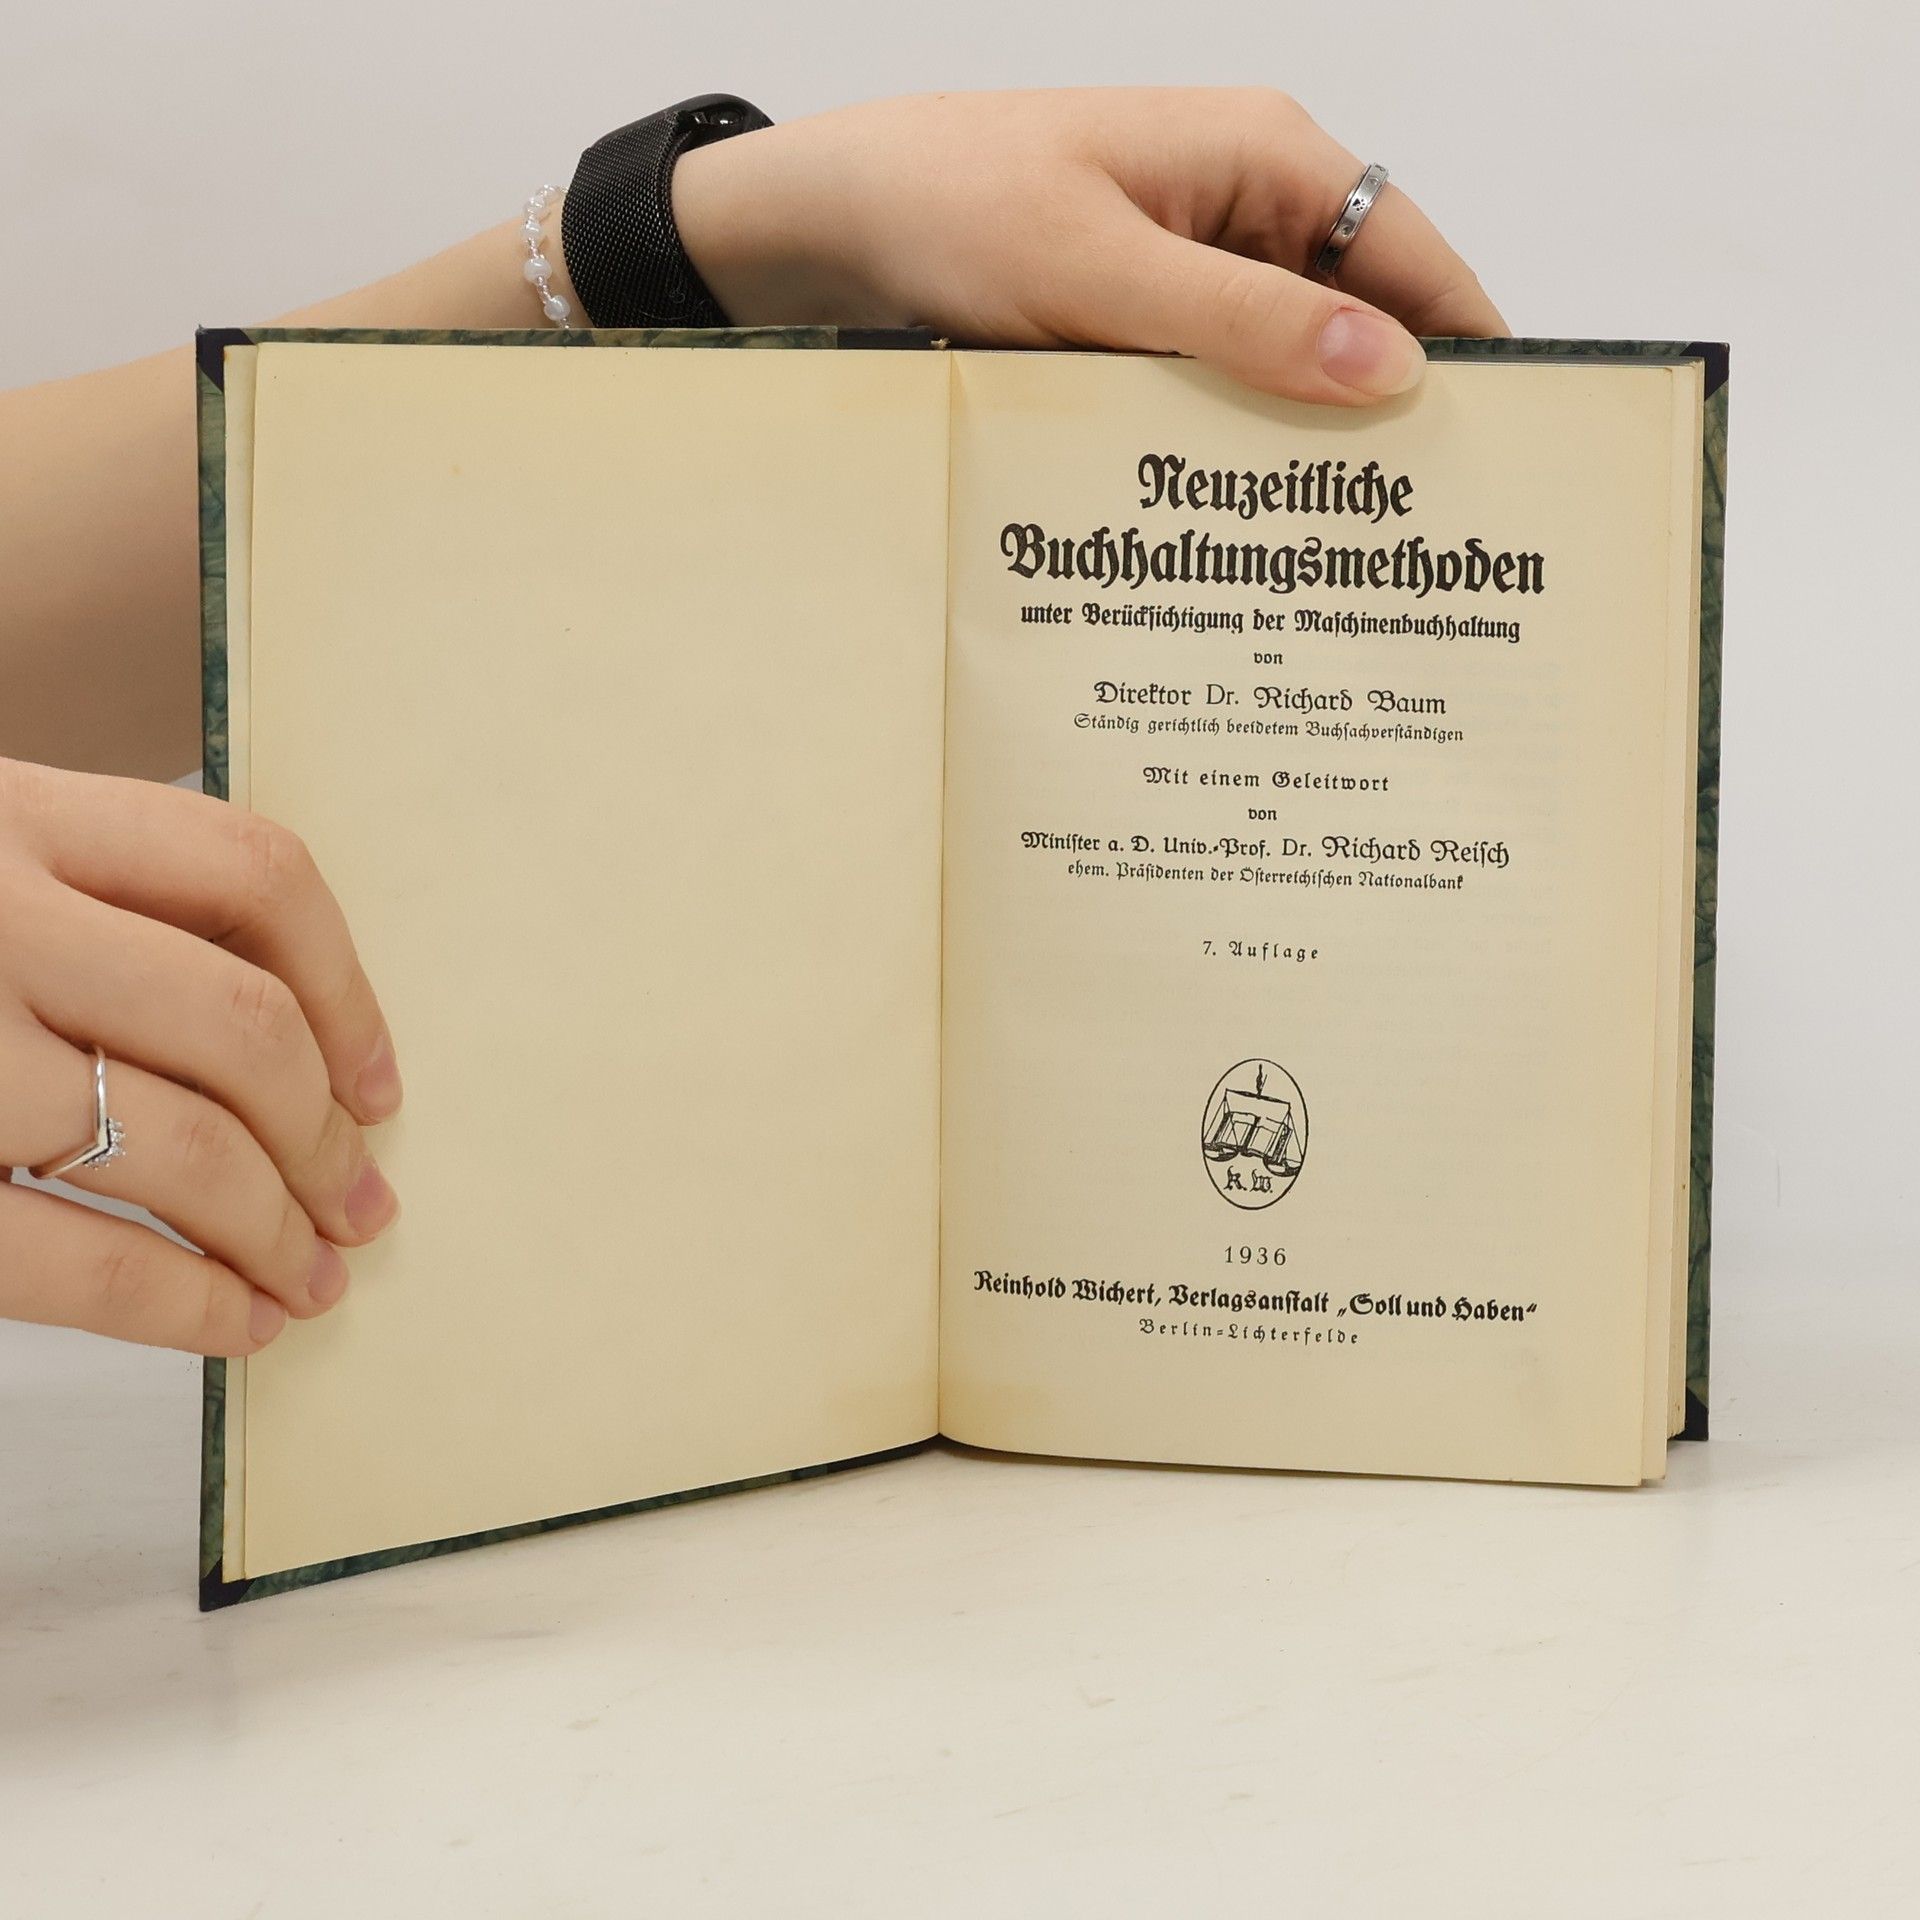 Neuzeitliche
Buchhaltungsmethoden
unter Berücksichtigung der Maschinenbuchhaltung
von
Direktor Dr. Richard Baum
Ständig gerichtlich beeidetem Buchsachverständigen
Mit einem Geleitwort
von
Minister a. D. Univ.-Prof. Dr. Richard Reisch
ehem. Präsidenten der Österreichischen Nationalbank
7. Auflage
R. W.
1936
Reinhold Wichert, Verlagsanstalt „Soll und Haben“
Berlin-Lichterfelde